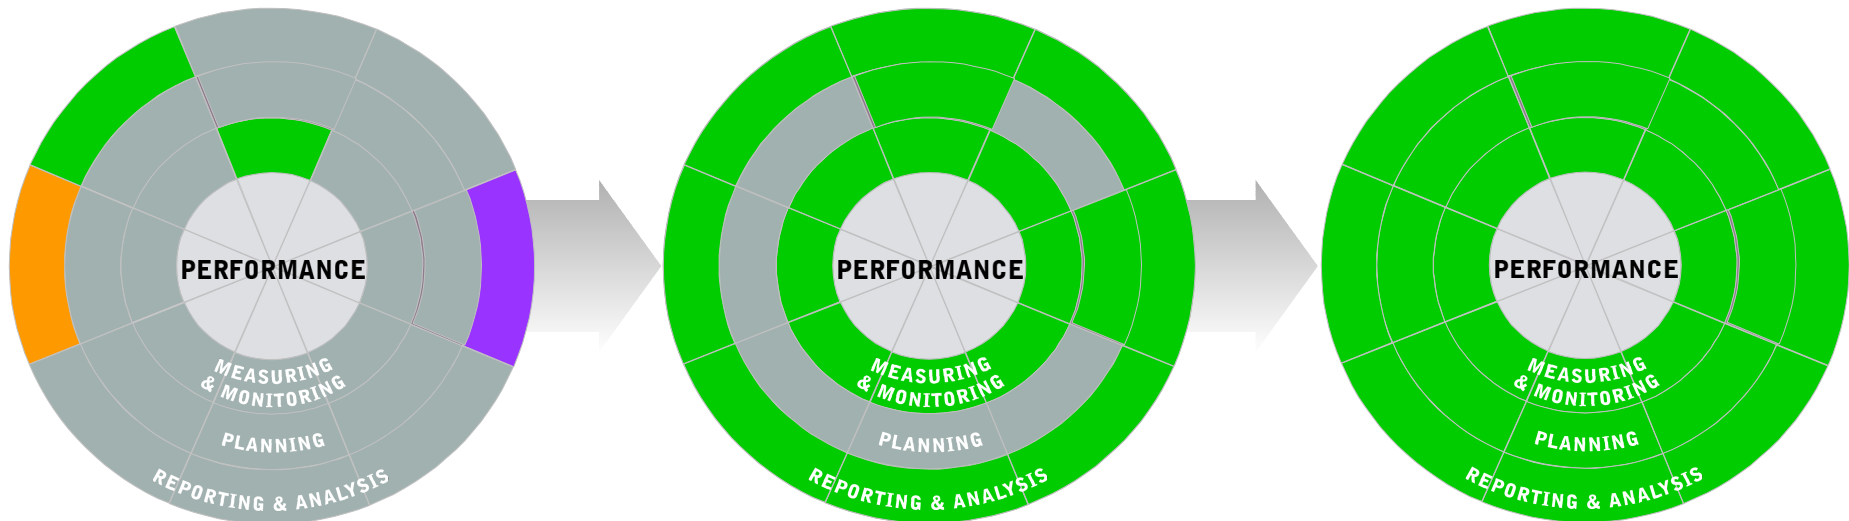 PERFORMANCE
MEASURING
& MONITORING
PLANNING
REPORTING & ANALYSIS
PERFORMANCE
MEASURING
& MONITORING
PLANNING
REPORTING & ANALYSIS
PERFORMANCE
MEASURING
& MONITORING
PLANNING
REPORTING & ANALYSIS